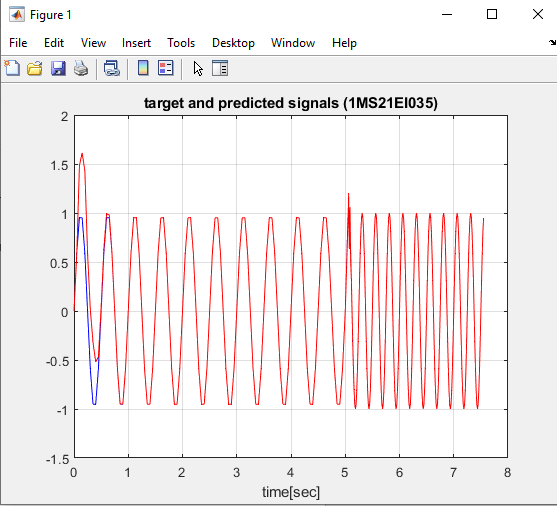 Figure 1
File Edit View Insert Tools Desktop Window Help
target and predicted signals (1MS21EI035)
2
1.5
1
0.5
0
-0.5
-1
-1.5
0 1 2 3 4 5 6 7 8
time[sec]